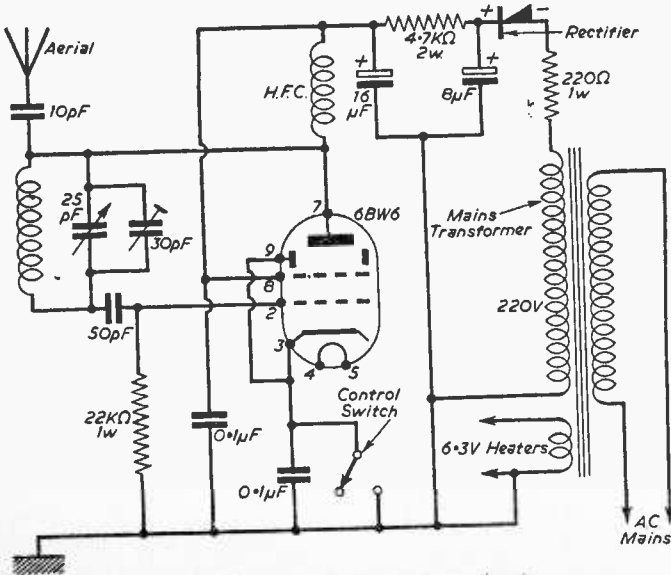 Aerial
10pF
25
pF
30pF
50pF
22KΩ
1w
0·1μF
0·1μF
H.F.C.
16
μF
4·7KΩ
2w.
8μF
+
+
+
-
Rectifier
220Ω
1w
Mains
Transformer
220V
7
6BW6
9
8
2
3
4
5
Control
Switch
6·3V Heaters
AC
Mains